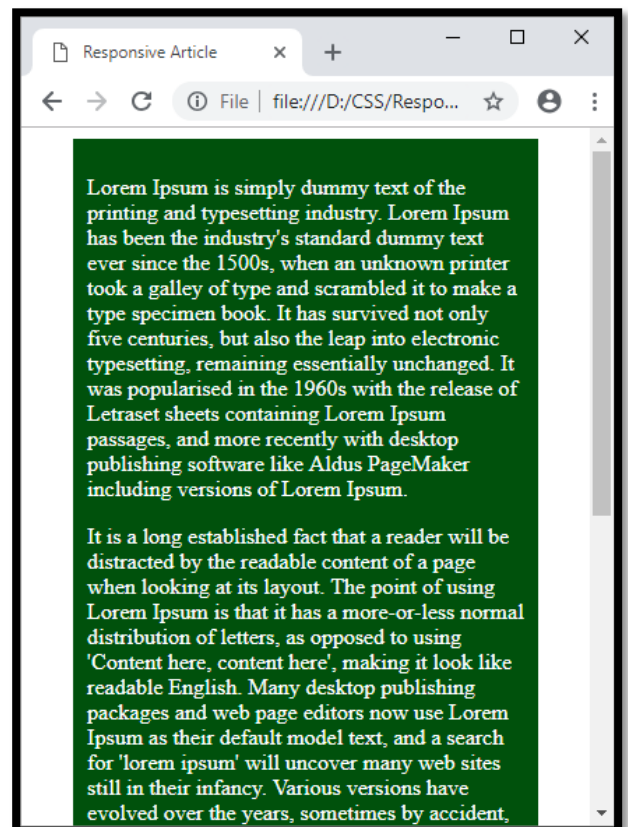 Responsive Article
File | file:///D:/CSS/Respo...
Lorem Ipsum is simply dummy text of the
printing and typesetting industry. Lorem Ipsum
has been the industry's standard dummy text
ever since the 1500s, when an unknown printer
took a galley of type and scrambled it to make a
type specimen book. It has survived not only
five centuries, but also the leap into electronic
typesetting, remaining essentially unchanged. It
was popularised in the 1960s with the release of
Letraset sheets containing Lorem Ipsum
passages, and more recently with desktop
publishing software like Aldus PageMaker
including versions of Lorem Ipsum.
It is a long established fact that a reader will be
distracted by the readable content of a page
when looking at its layout. The point of using
Lorem Ipsum is that it has a more-or-less normal
distribution of letters, as opposed to using
'Content here, content here', making it look like
readable English. Many desktop publishing
packages and web page editors now use Lorem
Ipsum as their default model text, and a search
for 'lorem ipsum' will uncover many web sites
still in their infancy. Various versions have
evolved over the years, sometimes by accident,